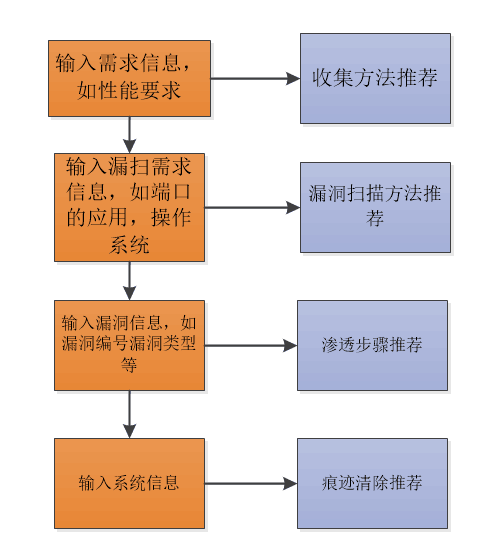 输入需求信息，
如性能要求
收集方法推荐
输入漏扫需求
信息，如端口
的应用，操作
系统
漏洞扫描方法推
荐
输入漏洞信息，如
漏洞编号漏洞类型
等
渗透步骤推荐
输入系统信息
痕迹清除推荐